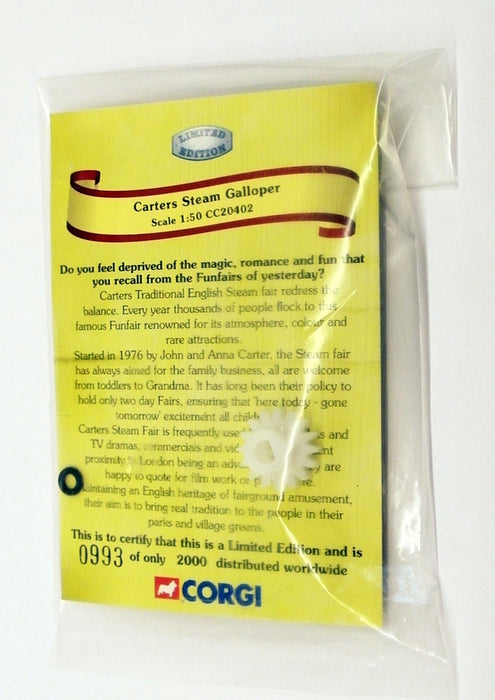 LIMITED
EDITION
Carters Steam Galloper
Scale 1:50 CC20402
Do you feel deprived of the magic, romance and fun that
you recall from the Funfairs of yesterday?
Carters Traditional English Steam fair redress the
balance. Every year thousands of people flock to this
famous Funfair renowned for its atmosphere, colour and
rare attractions.
Started in 1976 by John and Anna Carter, the Steam fair
has always aimed for the family business, all are welcome
from toddlers to Grandma. It has long been their policy to
hold only two day Fairs, ensuring that 'here today - gone
tomorrow' excitement all
Carters Steam Fair is frequently and
TV dramas, commercials and
proximity to London being an are
happy to quote for film work or
Maintaining an English heritage of fairground amusement,
their aim is to bring real tradition to the people in their
parks and village greens.
This is to certify that this is a Limited Edition and is
0993 of only 2000 distributed worldwide
CORGI